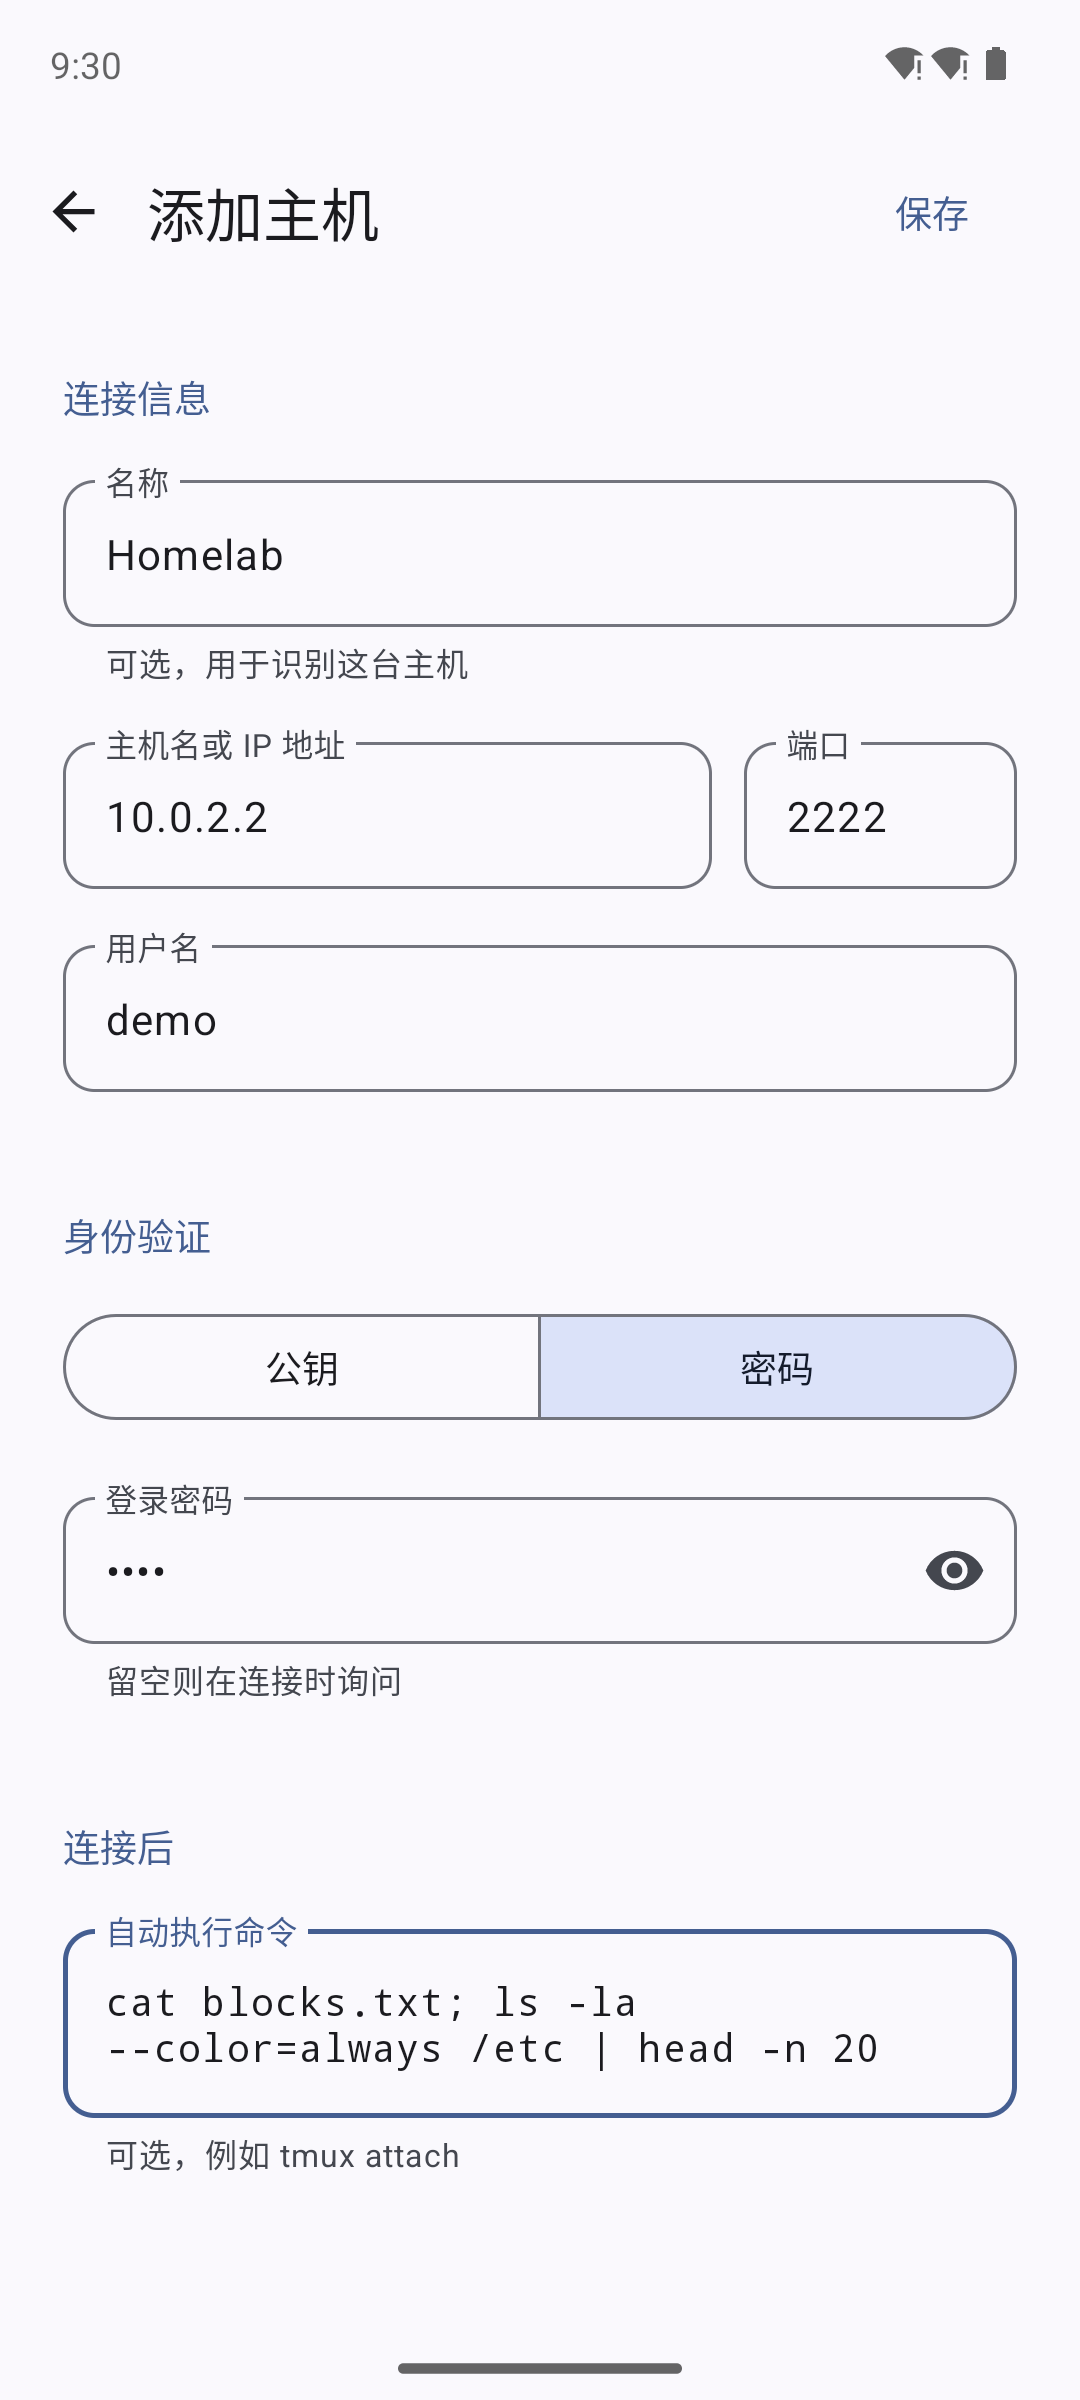 9:30
添加主机
保存
连接信息
名称
Homelab
可选，用于识别这台主机
主机名或 IP 地址
端口
10.0.2.2
2222
用户名
demo
身份验证
公钥
密码
登录密码
••••
留空则在连接时询问
连接后
自动执行命令
cat blocks.txt; ls -la
--color=always /etc | head -n 20
可选，例如 tmux attach